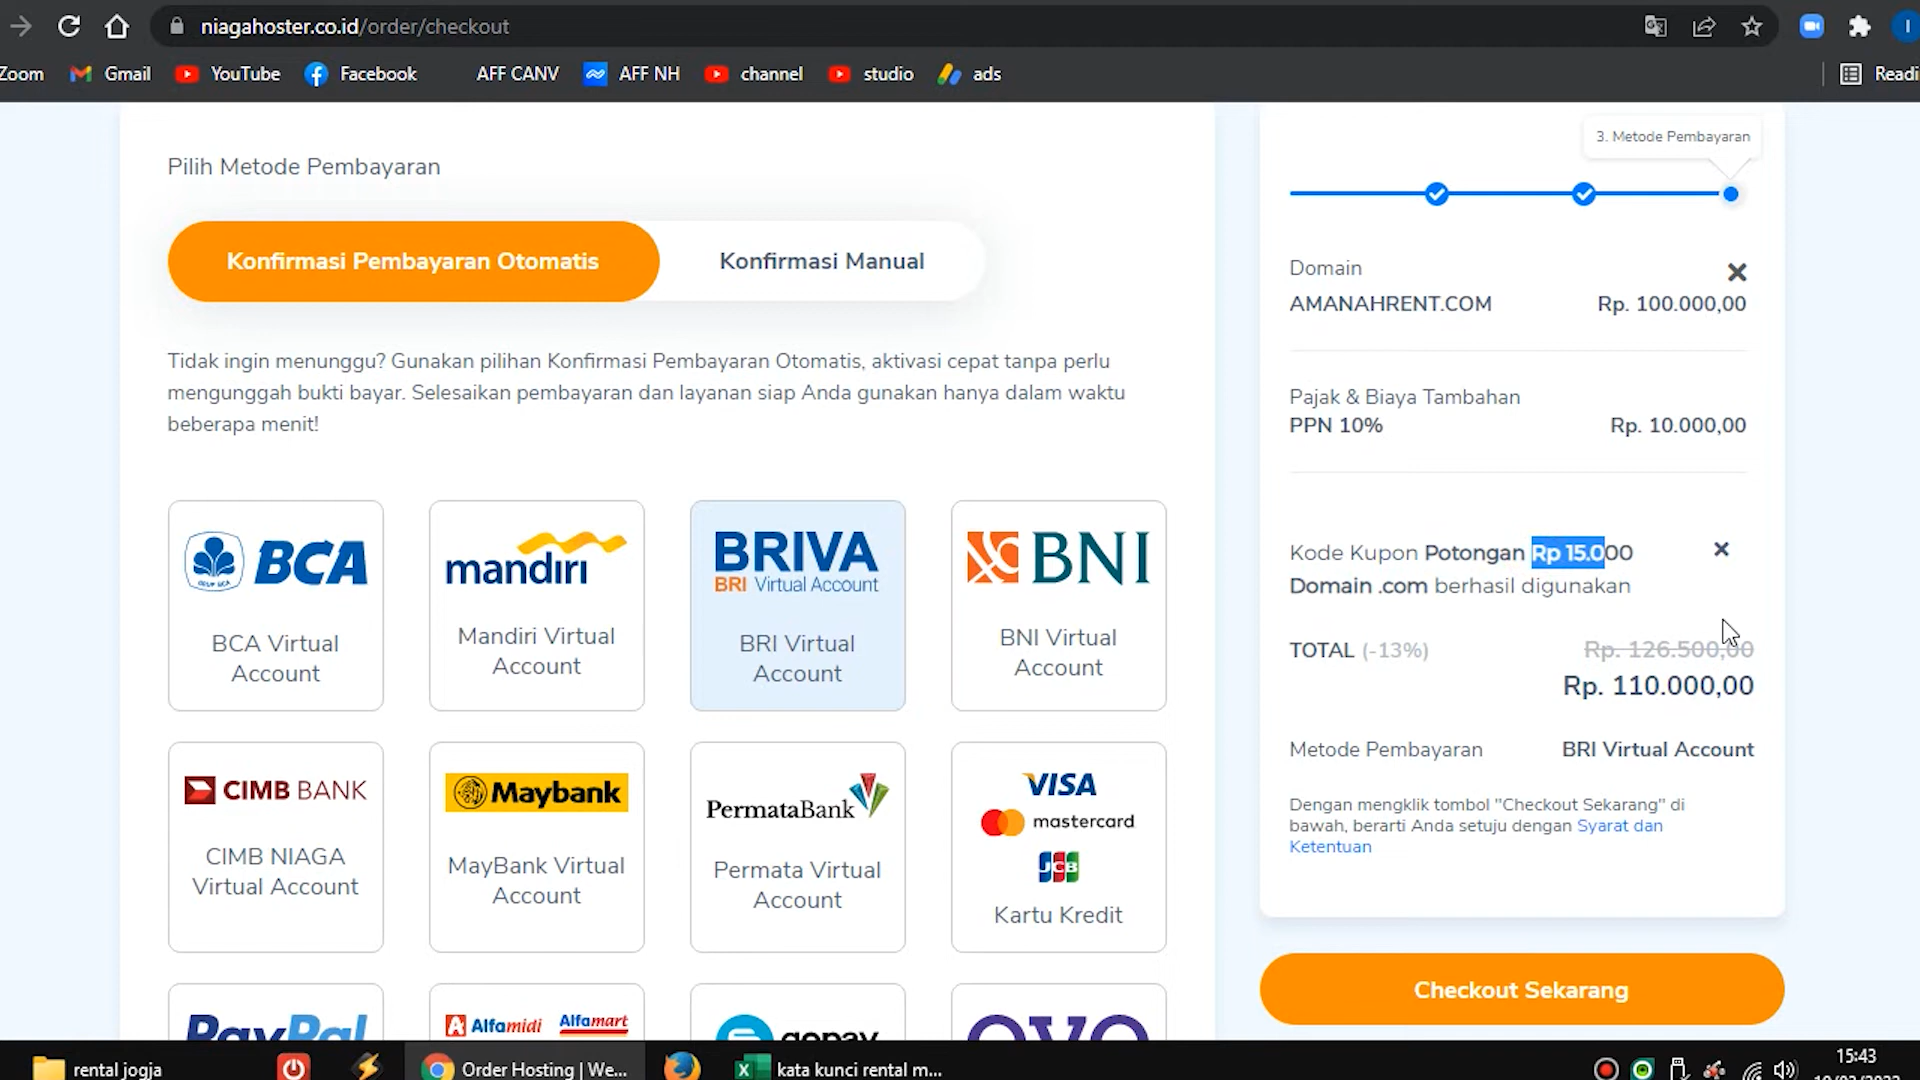 niagahoster.co.id/order/checkout
Zoom
Gmail
YouTube
Facebook
AFF CANV
AFF NH
channel
studio
ads
Pilih Metode Pembayaran
Konfirmasi Pembayaran Otomatis
Konfirmasi Manual
Tidak ingin menunggu? Gunakan pilihan Konfirmasi Pembayaran Otomatis, aktivasi cepat tanpa perlu
mengunggah bukti bayar. Selesaikan pembayaran dan layanan siap Anda gunakan hanya dalam waktu
beberapa menit!
BCA
BCA Virtual
Account
mandiri
Mandiri Virtual
Account
BRIVA
BRI Virtual Account
BRI Virtual
Account
BNI
BNI Virtual
Account
CIMB BANK
CIMB NIAGA
Virtual Account
Maybank
MayBank Virtual
Account
PermataBank
Permata Virtual
Account
VISA
mastercard
JCB
Kartu Kredit
PayPal
Alfamidi Alfamart
gopay
OVO
3. Metode Pembayaran
Domain
AMANAHRENT.COM Rp. 100.000,00
Pajak & Biaya Tambahan
PPN 10% Rp. 10.000,00
Kode Kupon Potongan Rp 15.000
Domain .com berhasil digunakan
TOTAL (-13%) Rp. 126.500,00
Rp. 110.000,00
Metode Pembayaran BRI Virtual Account
Dengan mengklik tombol "Checkout Sekarang" di
bawah, berarti Anda setuju dengan Syarat dan
Ketentuan
Checkout Sekarang
rental jogja
Order Hosting | We...
kata kunci rental m...
15:43